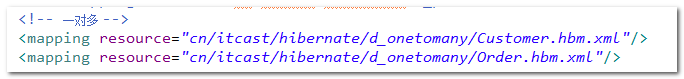 <!-- 一对多 -->
<mapping resource="cn/itcast/hibernate/d_onetomany/Customer.hbm.xml"/>
<mapping resource="cn/itcast/hibernate/d_onetomany/Order.hbm.xml"/>